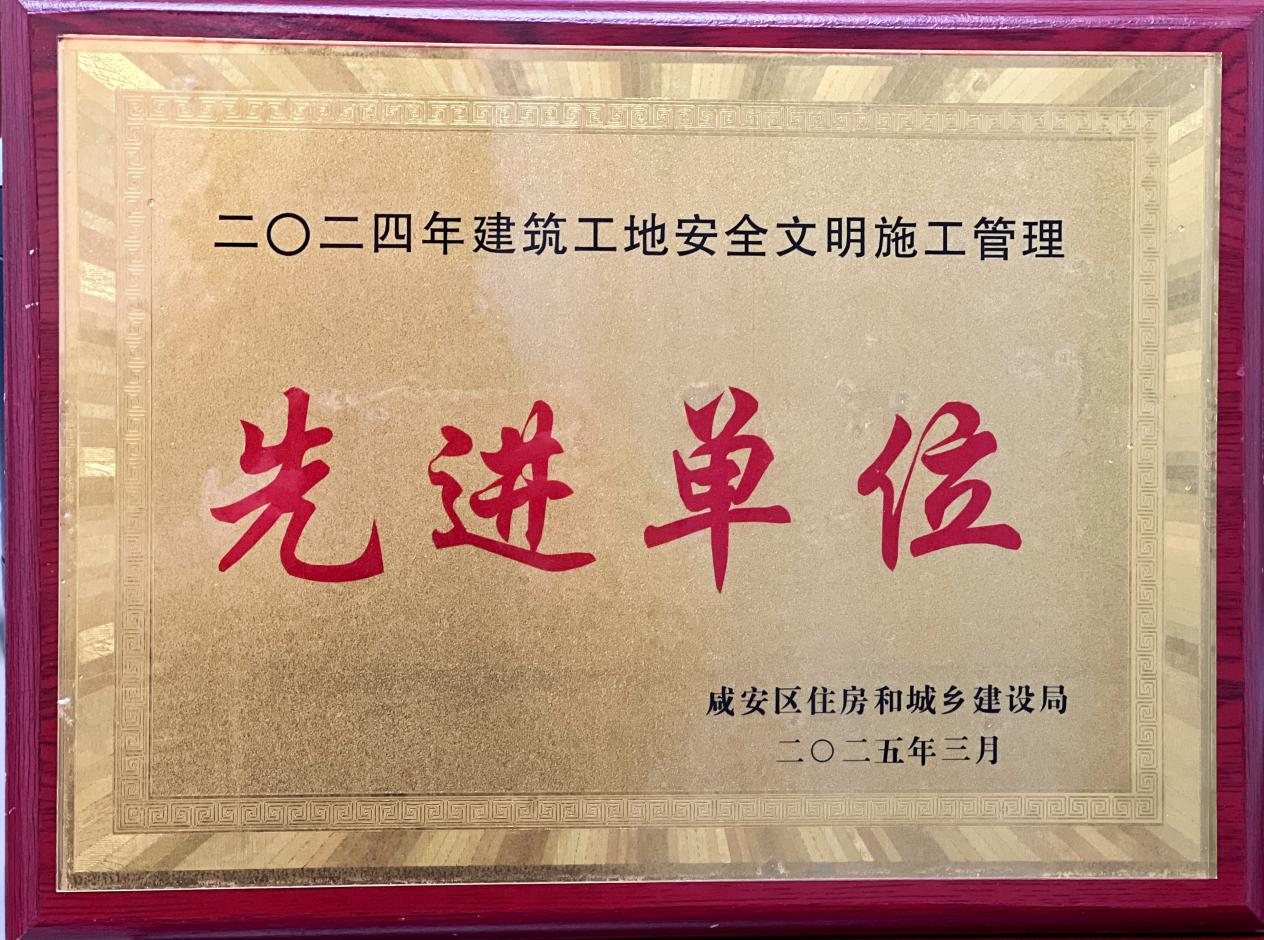 二〇二四年建筑工地安全文明施工管理
先进单位
咸安区住房和城乡建设局
二〇二五年三月